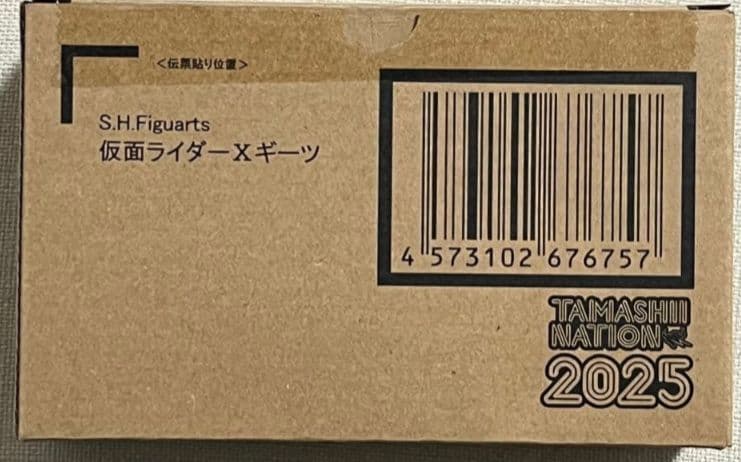 <伝票貼り位置>
S.H.Figuarts
仮面ライダーXギーツ
4 573102 676757
TAMASHII
NATION
2025